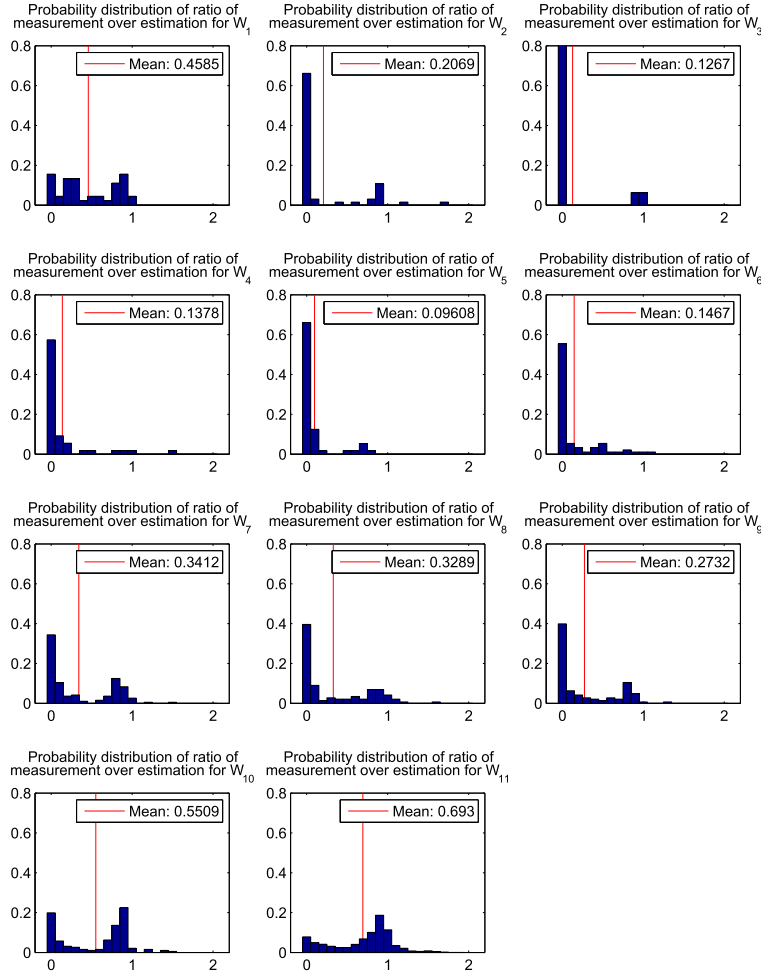 Probability distribution of ratio of
measurement over estimation for W1
Mean: 0.4585
0.8
0.6
0.4
0.2
0
0 1 2
Probability distribution of ratio of
measurement over estimation for W2
Mean: 0.2069
0.8
0.6
0.4
0.2
0
0 1 2
Probability distribution of ratio of
measurement over estimation for W3
Mean: 0.1267
0.8
0.6
0.4
0.2
0
0 1 2
Probability distribution of ratio of
measurement over estimation for W4
Mean: 0.1378
0.8
0.6
0.4
0.2
0
0 1 2
Probability distribution of ratio of
measurement over estimation for W5
Mean: 0.09608
0.8
0.6
0.4
0.2
0
0 1 2
Probability distribution of ratio of
measurement over estimation for W6
Mean: 0.1467
0.8
0.6
0.4
0.2
0
0 1 2
Probability distribution of ratio of
measurement over estimation for W7
Mean: 0.3412
0.8
0.6
0.4
0.2
0
0 1 2
Probability distribution of ratio of
measurement over estimation for W8
Mean: 0.3289
0.8
0.6
0.4
0.2
0
0 1 2
Probability distribution of ratio of
measurement over estimation for W9
Mean: 0.2732
0.8
0.6
0.4
0.2
0
0 1 2
Probability distribution of ratio of
measurement over estimation for W10
Mean: 0.5509
0.8
0.6
0.4
0.2
0
0 1 2
Probability distribution of ratio of
measurement over estimation for W11
Mean: 0.693
0.8
0.6
0.4
0.2
0
0 1 2